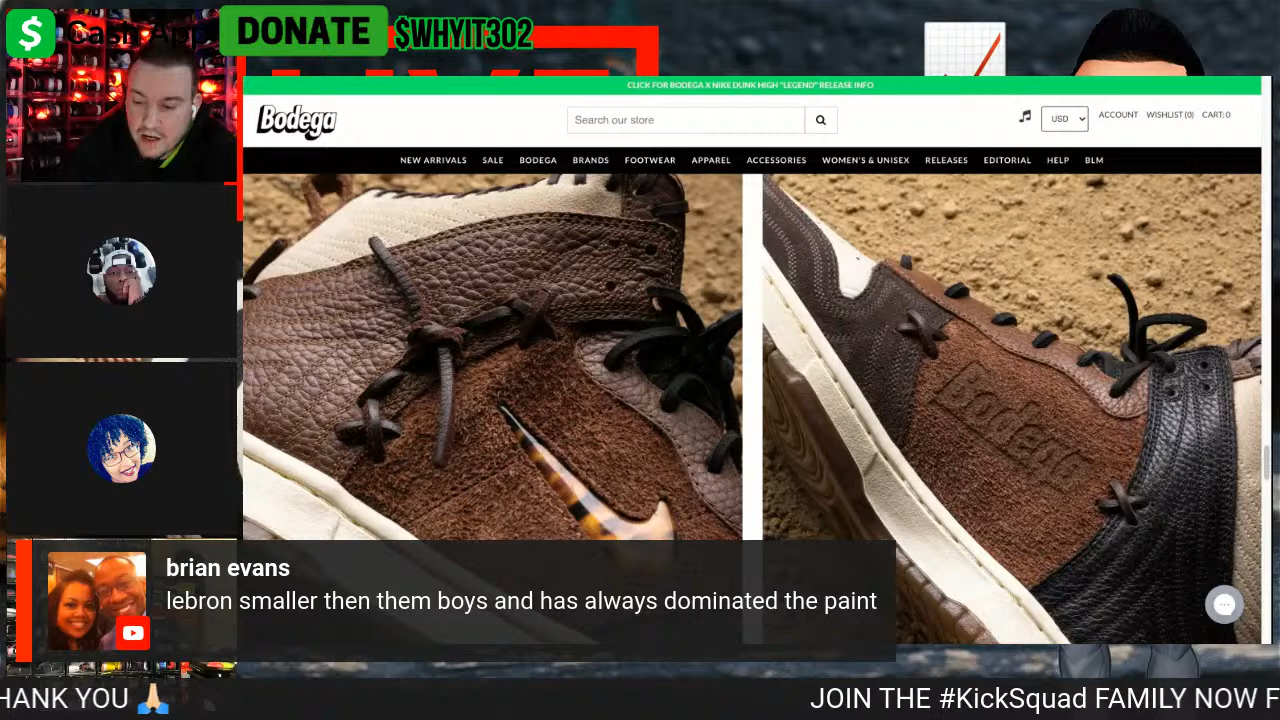 $ Cash App DONATE $WHYIT302
CLICK FOR BODEGA X NIKE DUNK HIGH "LEGEND" RELEASE INFO
Bodega
Search our store
USD
ACCOUNT WISHLIST (0) CART: 0
NEW ARRIVALS SALE BODEGA BRANDS FOOTWEAR APPAREL ACCESSORIES WOMEN'S & UNISEX RELEASES EDITORIAL HELP BLM
Bodega
brian evans
lebron smaller then them boys and has always dominated the paint
HANK YOU 🙏🏼 JOIN THE #KickSquad FAMILY NOW F